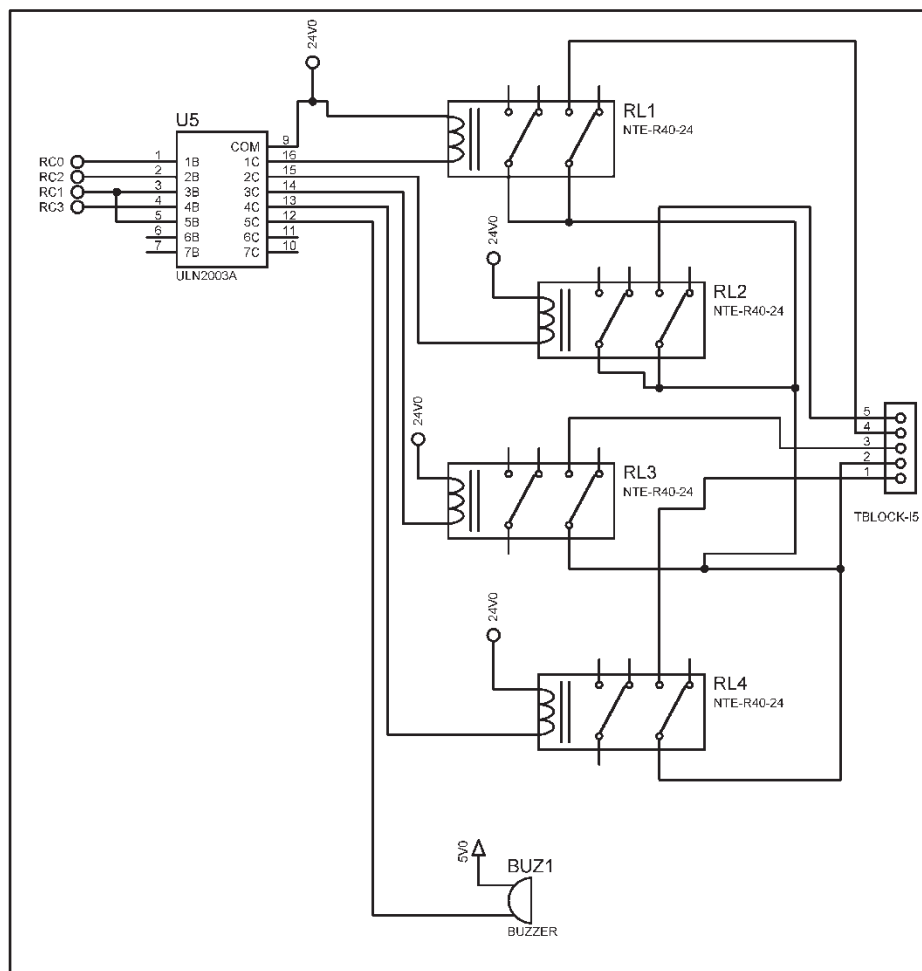 24V0
U5
RC0
RC2
RC1
RC3
1
2
3
4
5
6
7
1B
2B
3B
4B
5B
6B
7B
COM
1C
2C
3C
4C
5C
6C
7C
9
16
15
14
13
12
11
10
ULN2003A
RL1
NTE-R40-24
24V0
RL2
NTE-R40-24
24V0
RL3
NTE-R40-24
5
4
3
2
1
TBLOCK-I5
24V0
RL4
NTE-R40-24
5V0
BUZ1
BUZZER